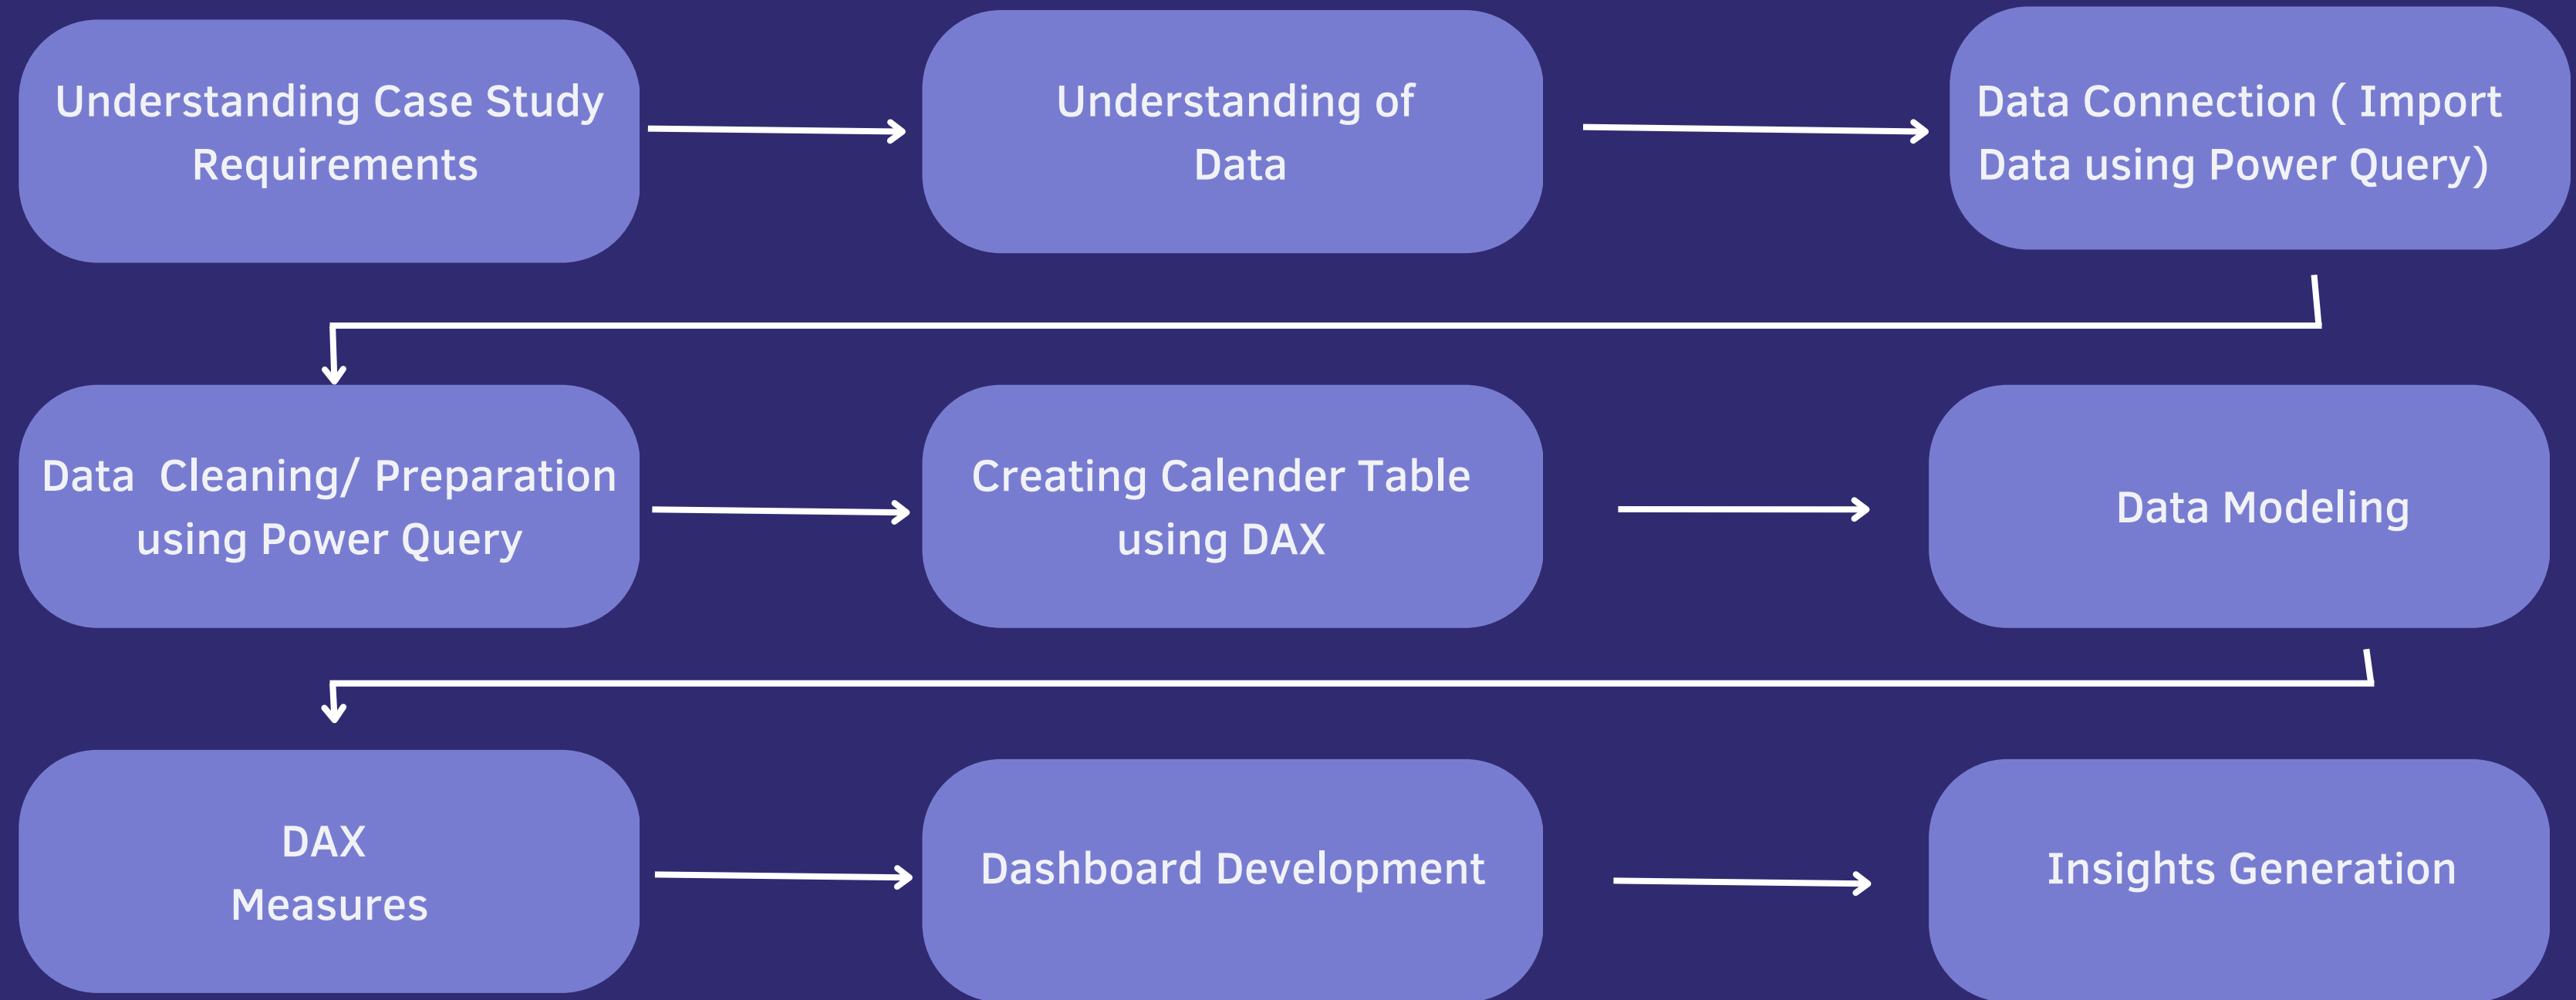 Understanding Case Study
Requirements
Understanding of
Data
Data Connection ( Import
Data using Power Query)
Data  Cleaning/ Preparation
using Power Query
Creating Calender Table
using DAX
Data Modeling
DAX
Measures
Dashboard Development
Insights Generation